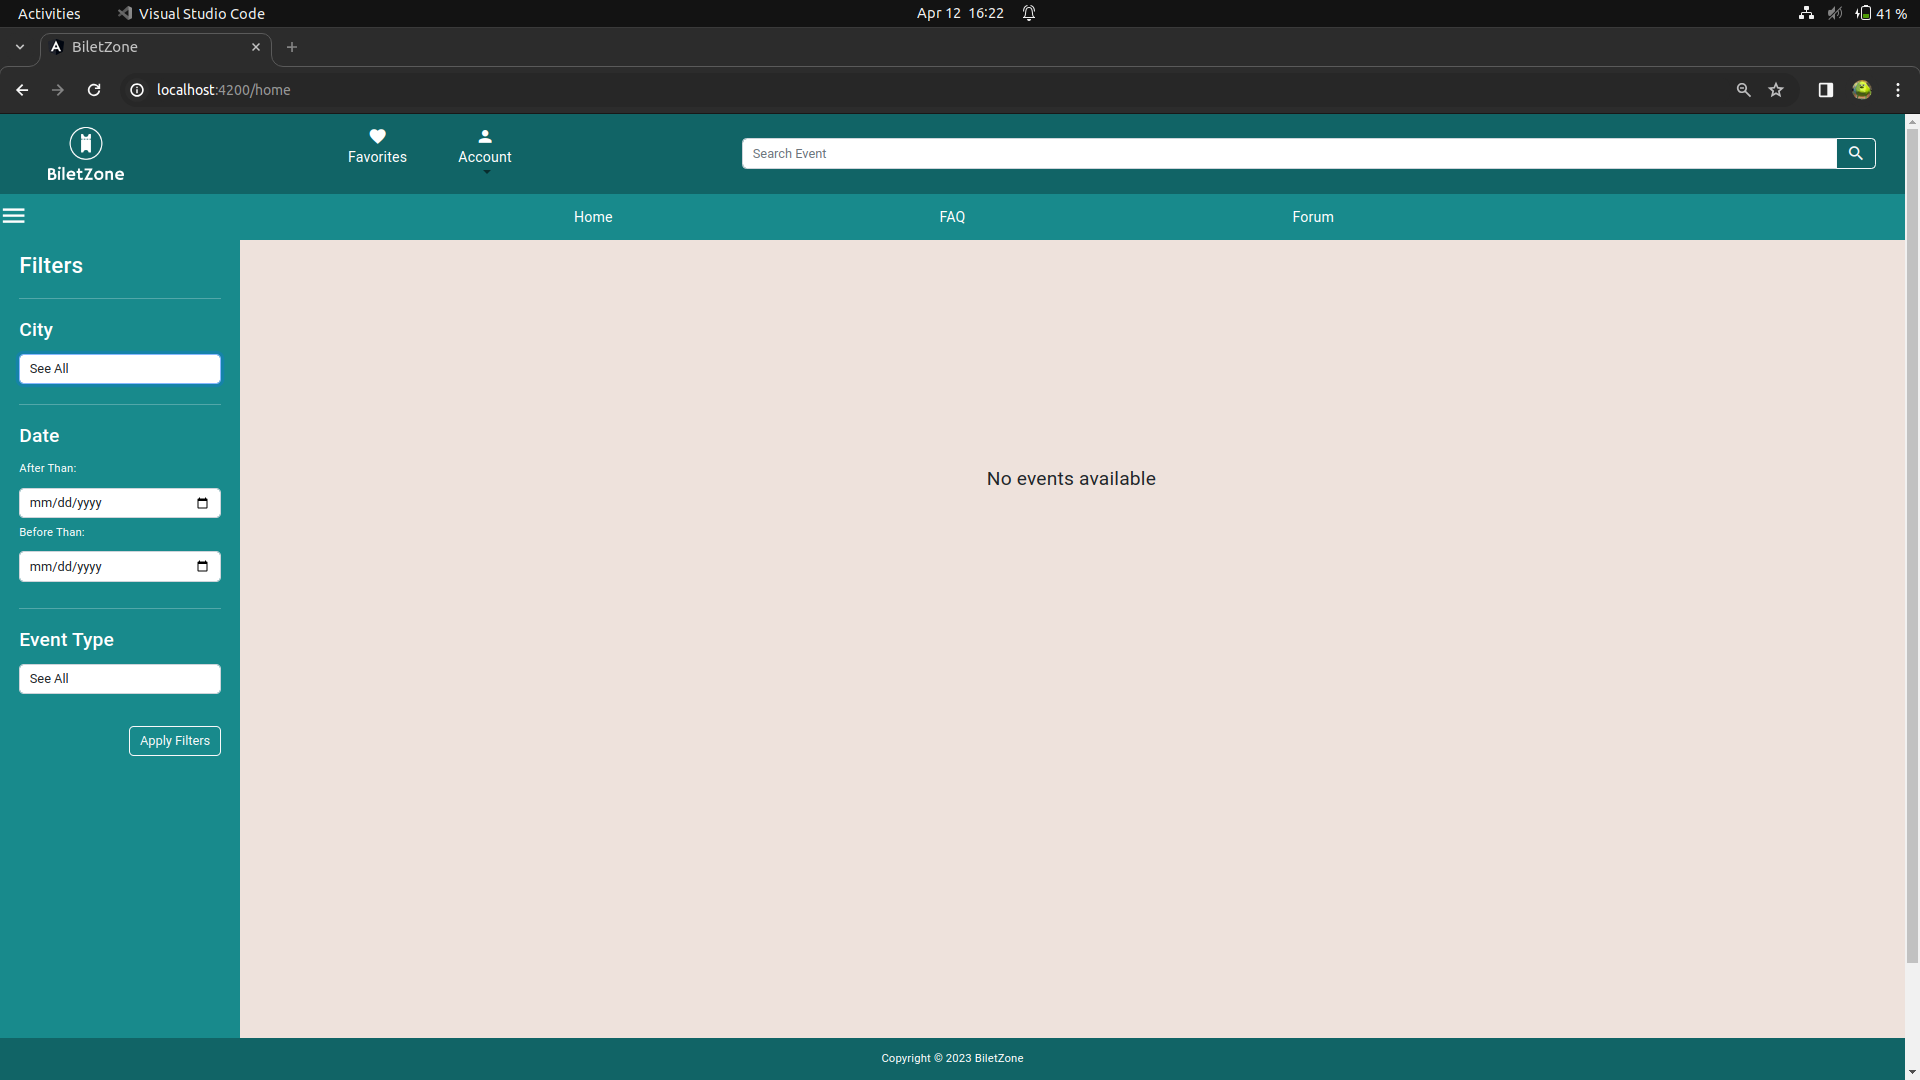 Activities Visual Studio Code Apr 12 16:22 41 %
BiletZone
localhost:4200/home
BiletZone Favorites Account Search Event
Home FAQ Forum
Filters
City
See All
Date
After Than:
mm/dd/yyyy
Before Than:
mm/dd/yyyy
Event Type
See All
Apply Filters
No events available
Copyright © 2023 BiletZone